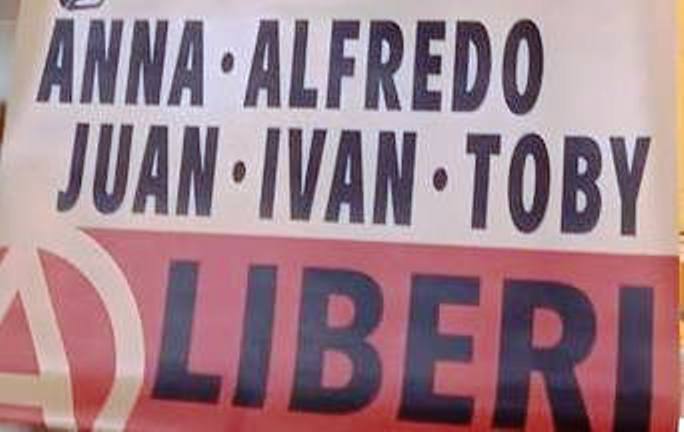 ANNA · ALFREDO
JUAN · IVAN · TOBY
LIBERI